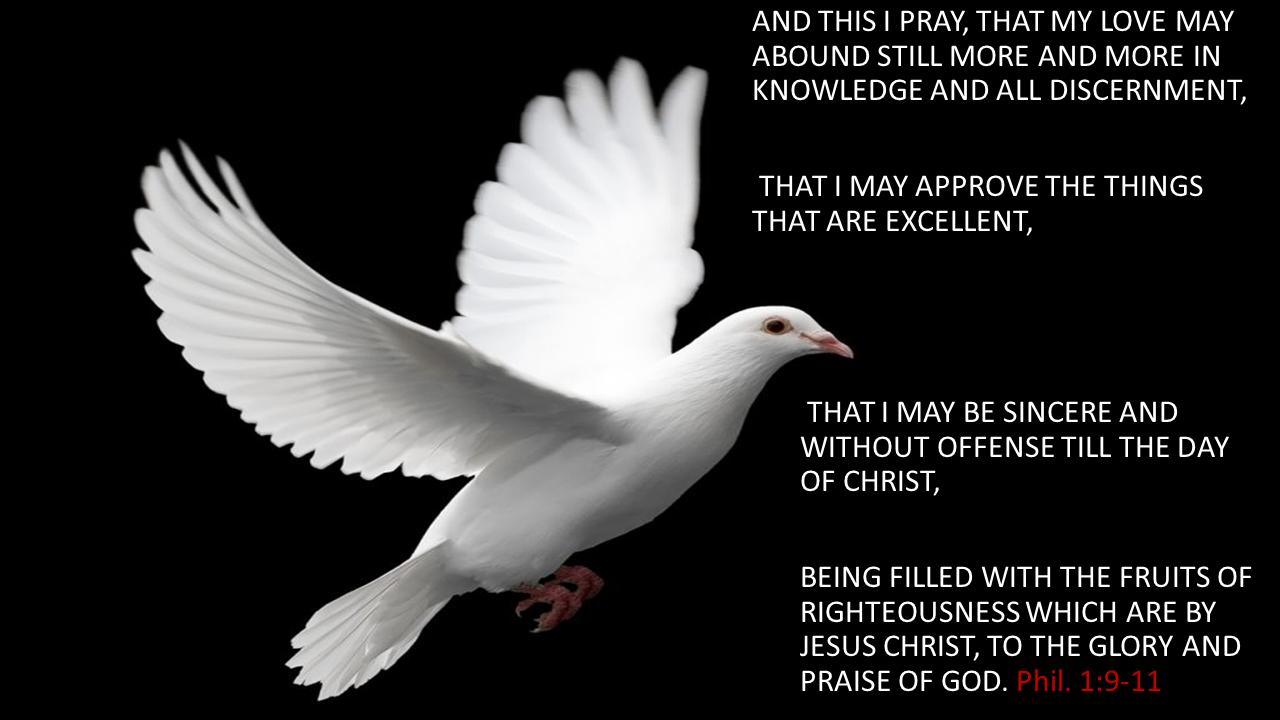 AND THIS I PRAY, THAT MY LOVE MAY
ABOUND STILL MORE AND MORE IN
KNOWLEDGE AND ALL DISCERNMENT,
THAT I MAY APPROVE THE THINGS
THAT ARE EXCELLENT,
THAT I MAY BE SINCERE AND
WITHOUT OFFENSE TILL THE DAY
OF CHRIST,
BEING FILLED WITH THE FRUITS OF
RIGHTEOUSNESS WHICH ARE BY
JESUS CHRIST, TO THE GLORY AND
PRAISE OF GOD. Phil. 1:9-11